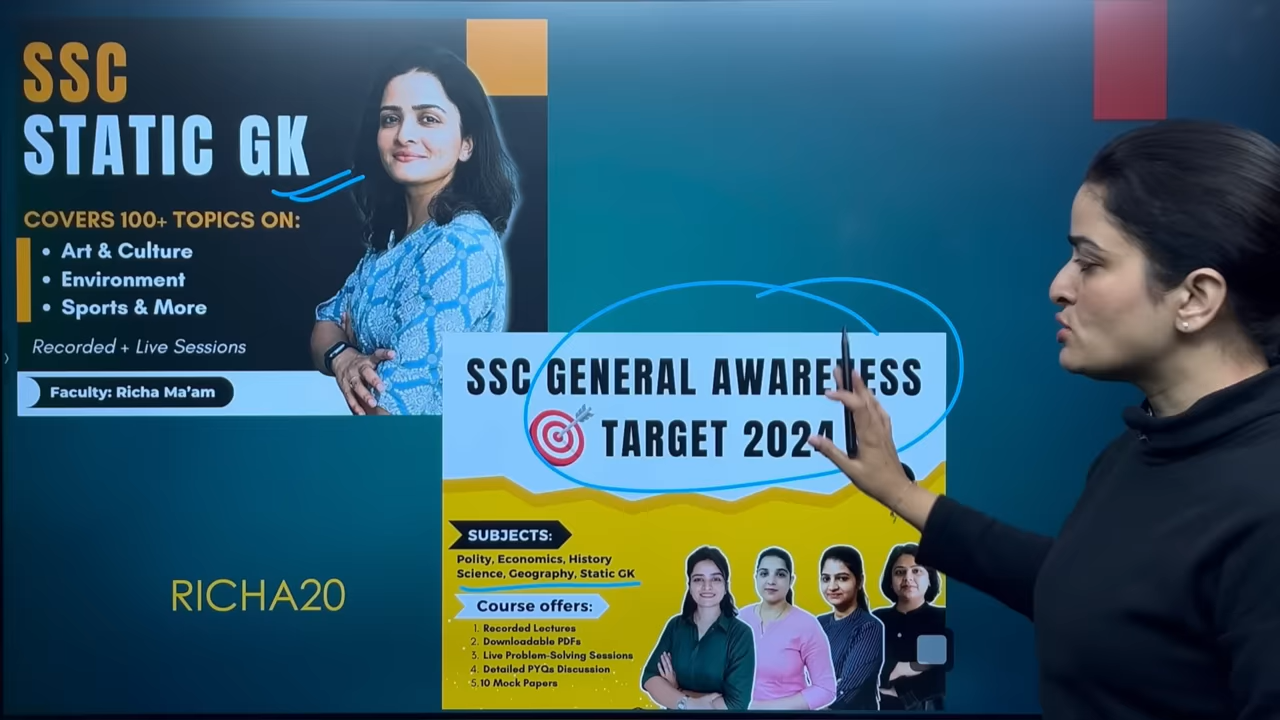 SSC
STATIC GK
COVERS 100+ TOPICS ON:
• Art & Culture
• Environment
• Sports & More
Recorded + Live Sessions
Faculty: Richa Ma'am
SSC GENERAL AWARENESS
TARGET 2024
SUBJECTS:
Polity, Economics, History
Science, Geography, Static GK
Course offers:
1. Recorded Lectures
2. Downloadable PDFs
3. Live Problem-Solving Sessions
4. Detailed PYQs Discussion
5. 10 Mock Papers
RICHA20